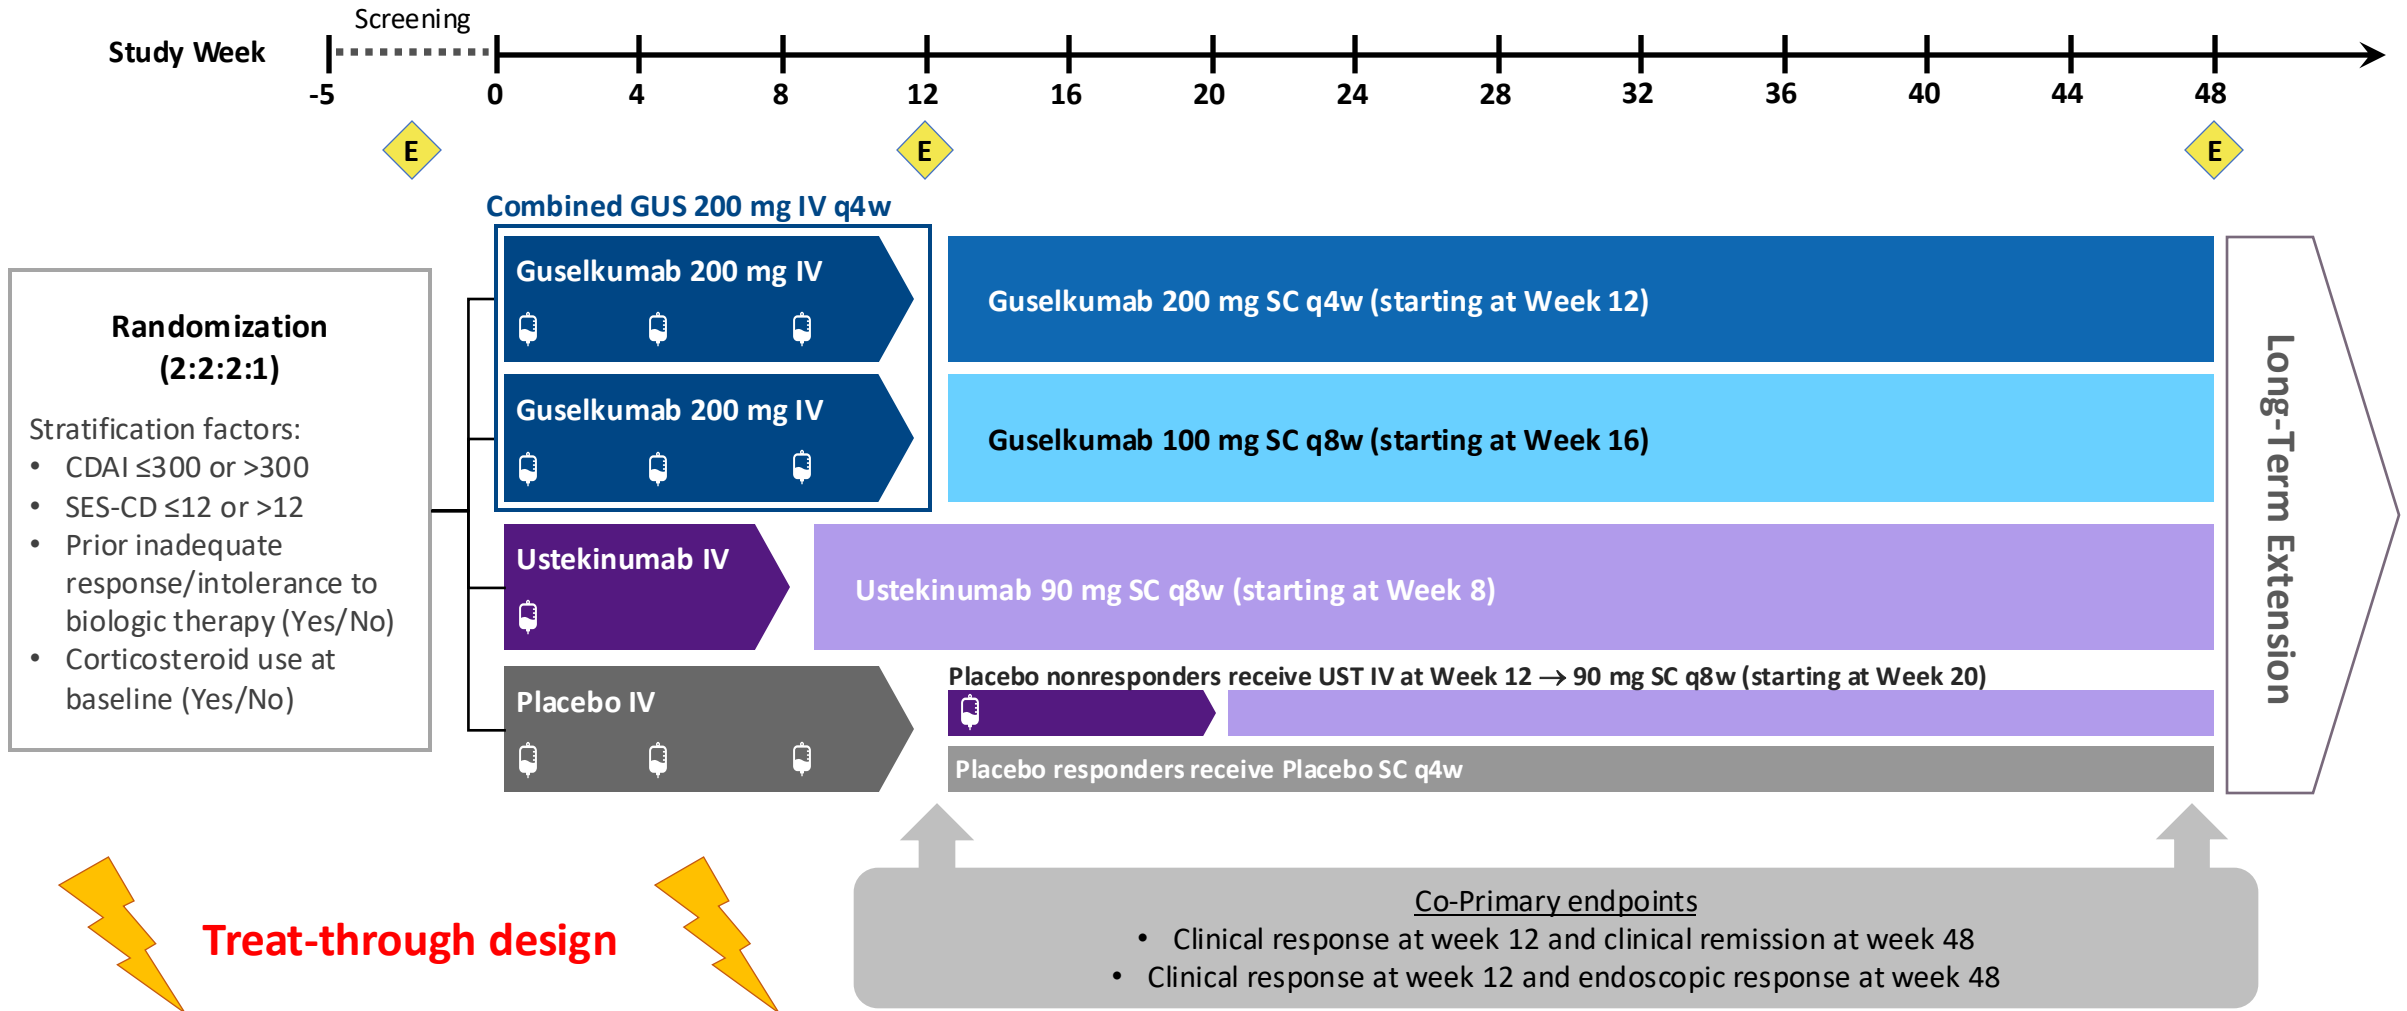 Screening
Study Week
-5
0
4
8
12
16
20
24
28
32
36
40
44
48
E
E
E
Combined GUS 200 mg IV q4w
Randomization
(2:2:2:1)
Stratification factors:
• CDAI ≤300 or >300
• SES-CD ≤12 or >12
• Prior inadequate
response/intolerance to
biologic therapy (Yes/No)
• Corticosteroid use at
baseline (Yes/No)
Guselkumab 200 mg IV
Guselkumab 200 mg SC q4w (starting at Week 12)
Guselkumab 200 mg IV
Guselkumab 100 mg SC q8w (starting at Week 16)
Ustekinumab IV
Ustekinumab 90 mg SC q8w (starting at Week 8)
Placebo IV
Placebo nonresponders receive UST IV at Week 12 → 90 mg SC q8w (starting at Week 20)
Placebo responders receive Placebo SC q4w
Long-Term Extension
Treat-through design
Co-Primary endpoints
• Clinical response at week 12 and clinical remission at week 48
• Clinical response at week 12 and endoscopic response at week 48